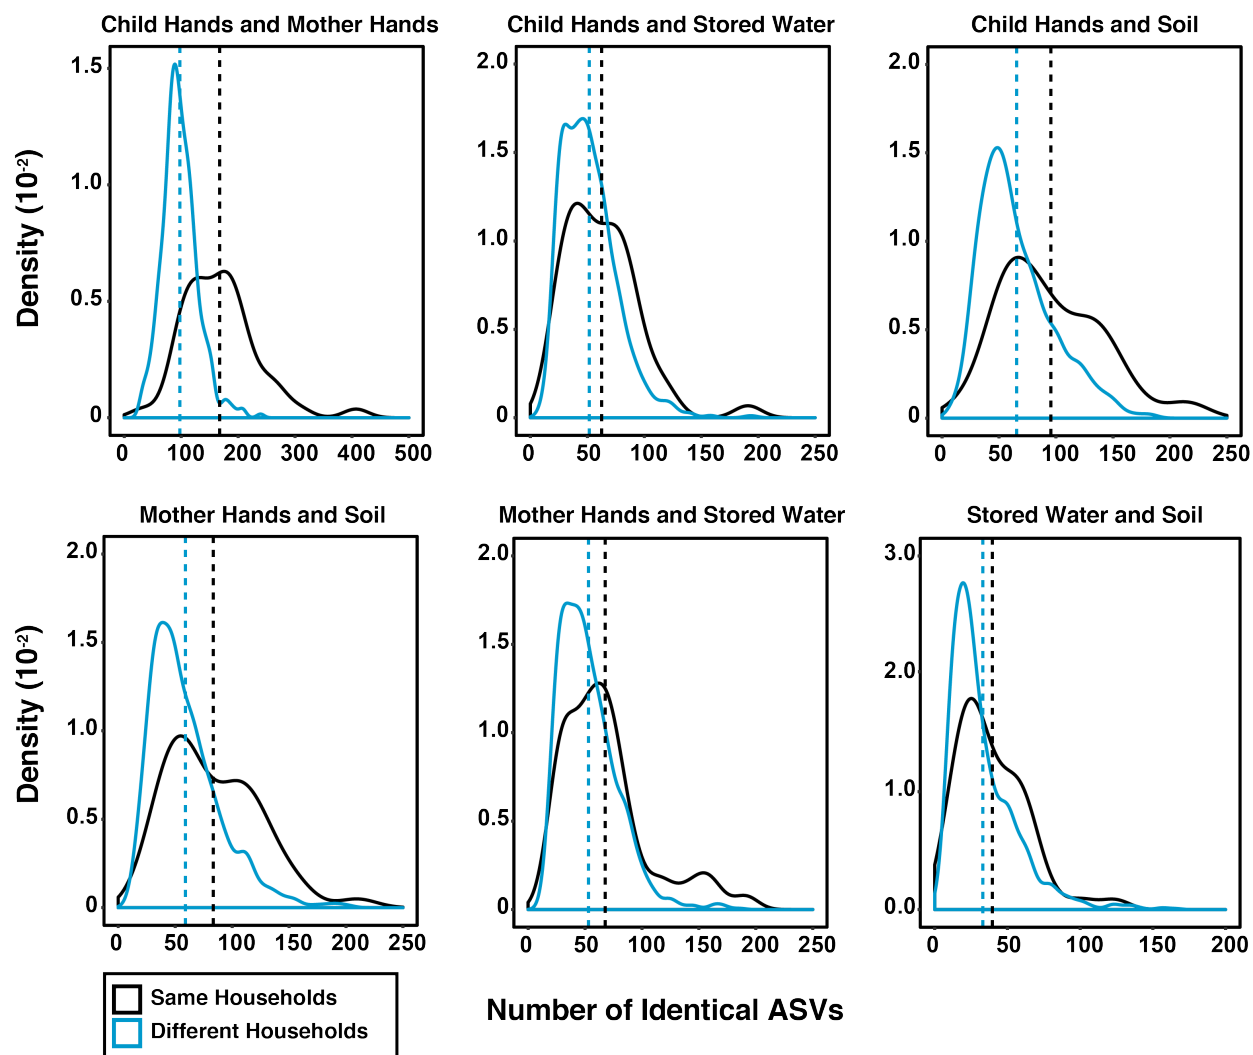 Child Hands and Mother Hands
Child Hands and Stored Water
Child Hands and Soil
Density (10-2)
1.5
1.0
0.5
0
0 100 200 300 400 500
2.0
1.5
1.0
0.5
0
0 50 100 150 200 250
2.0
1.5
1.0
0.5
0
0 50 100 150 200 250
Mother Hands and Soil
Mother Hands and Stored Water
Stored Water and Soil
Density (10-2)
2.0
1.5
1.0
0.5
0
0 50 100 150 200 250
2.0
1.5
1.0
0.5
0
0 50 100 150 200 250
3.0
2.0
1.0
0.0
0 50 100 150 200
Same Households
Different Households
Number of Identical ASVs